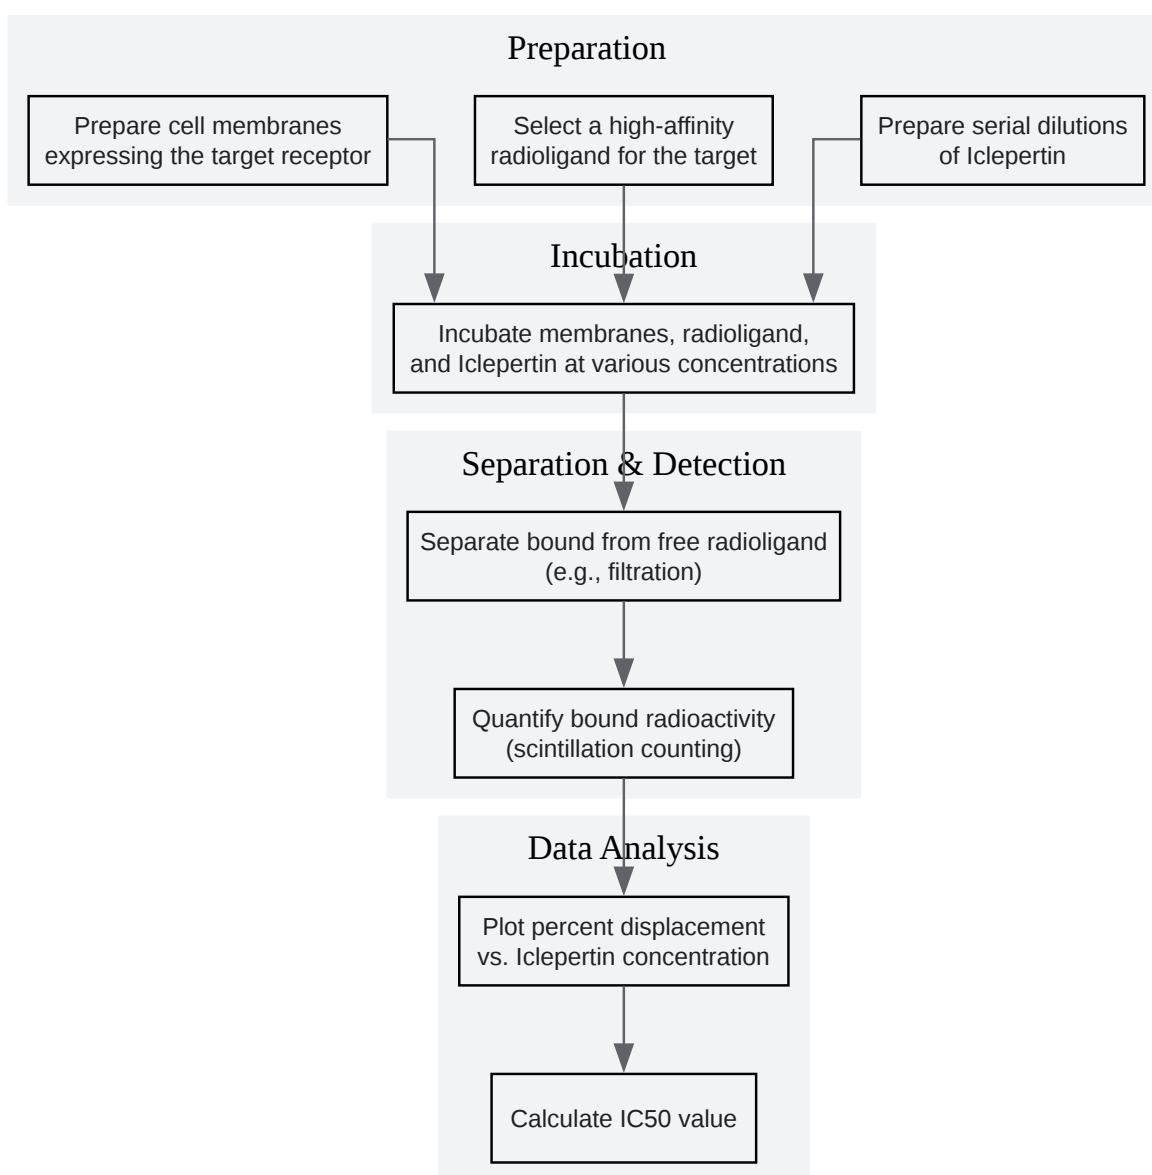 Preparation
Prepare cell membranes
expressing the target receptor
Select a high-affinity
radioligand for the target
Prepare serial dilutions
of Iclepertin
Incubation
Incubate membranes, radioligand,
and Iclepertin at various concentrations
Separation & Detection
Separate bound from free radioligand
(e.g., filtration)
Quantify bound radioactivity
(scintillation counting)
Data Analysis
Plot percent displacement
vs. Iclepertin concentration
Calculate IC50 value